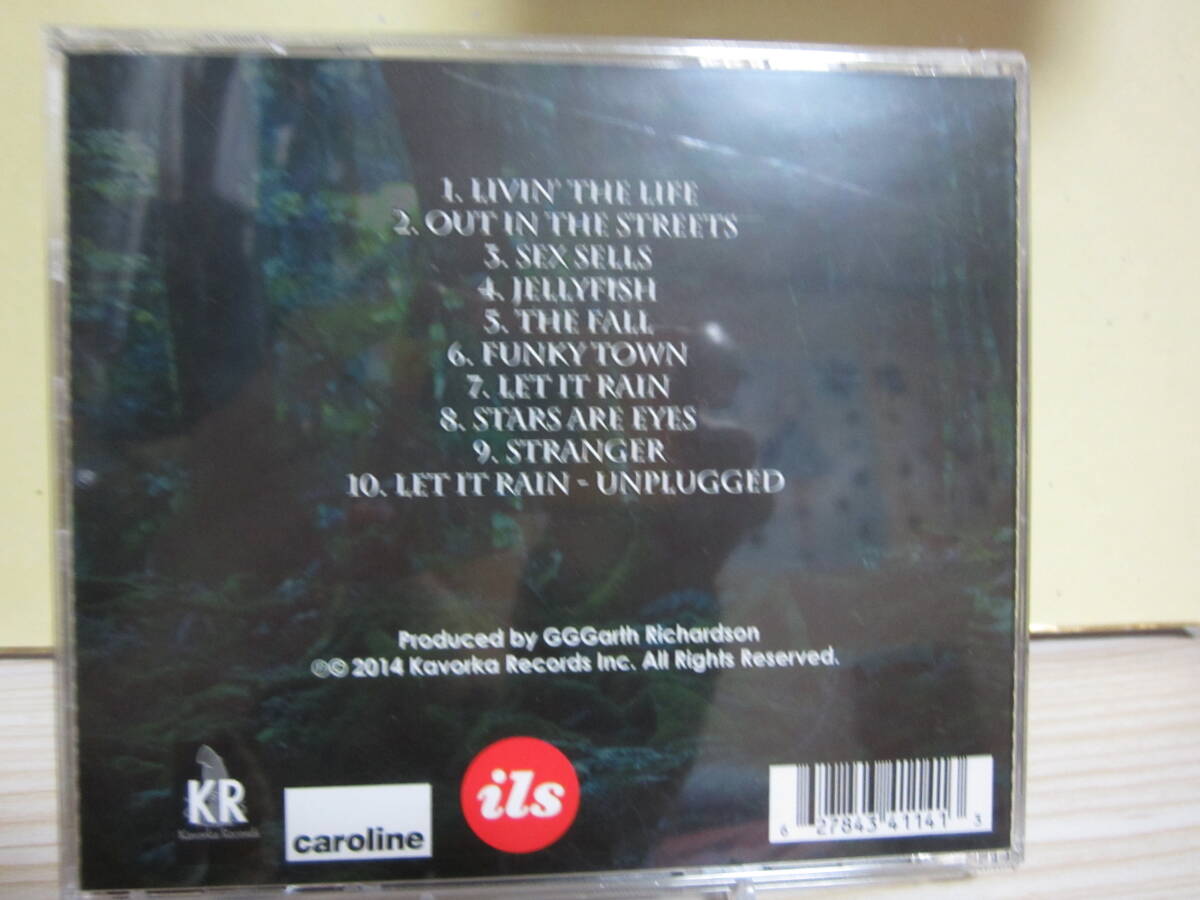 1. LIVIN' THE LIFE
2. OUT IN THE STREETS
3. SEX SELLS
4. JELLYFISH
5. THE FALL
6. FUNKY TOWN
7. LET IT RAIN
8. STARS ARE EYES
9. STRANGER
10. LET IT RAIN - UNPLUGGED
Produced by GGGarth Richardson
℗© 2014 Kavorka Records Inc. All Rights Reserved.
KR
Kavorka Records
caroline
ils
6 27843 41141 3